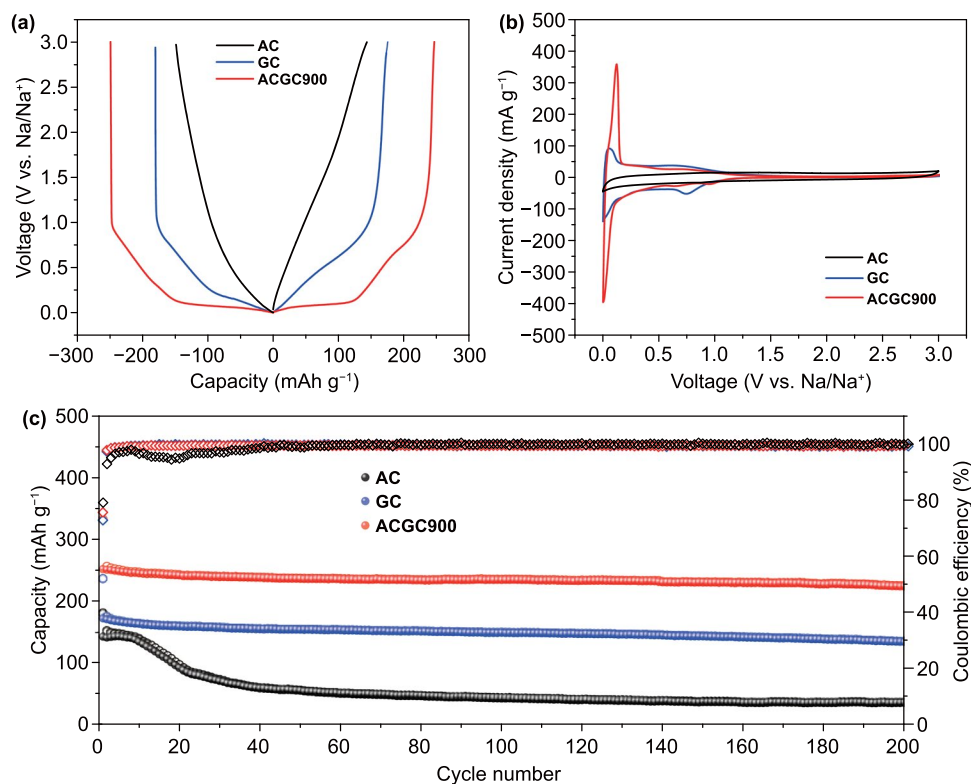 (a)
AC
GC
ACGC900
3.0
2.5
2.0
1.5
1.0
0.5
0.0
Voltage (V vs. Na/Na⁺)
−300 −200 −100 0 100 200 300
Capacity (mAh g⁻¹)
(b)
500
400
300
200
100
0
−100
−200
−300
−400
−500
Current density (mA g⁻¹)
AC
GC
ACGC900
0.0 0.5 1.0 1.5 2.0 2.5 3.0
Voltage (V vs. Na/Na⁺)
(c)
500
400
300
200
100
0
Capacity (mAh g⁻¹)
AC
GC
ACGC900
100
80
60
40
20
0
Coulombic efficiency (%)
0 20 40 60 80 100 120 140 160 180 200
Cycle number